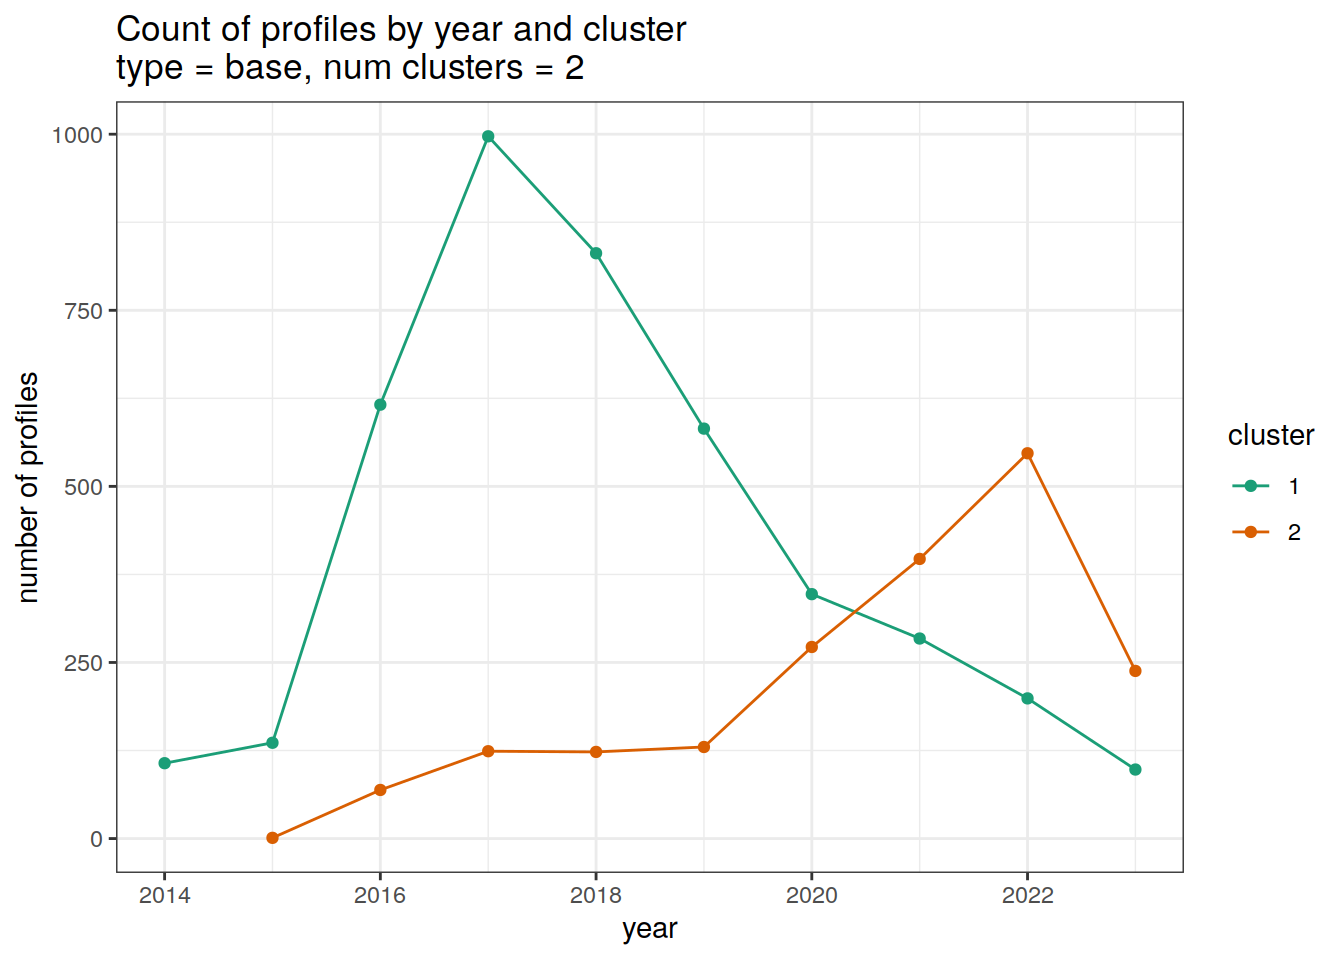 Count of profiles by year and cluster
type = base, num clusters = 2
1000
750
500
250
0
number of profiles
2014
2016
2018
2020
2022
year
cluster
1
2